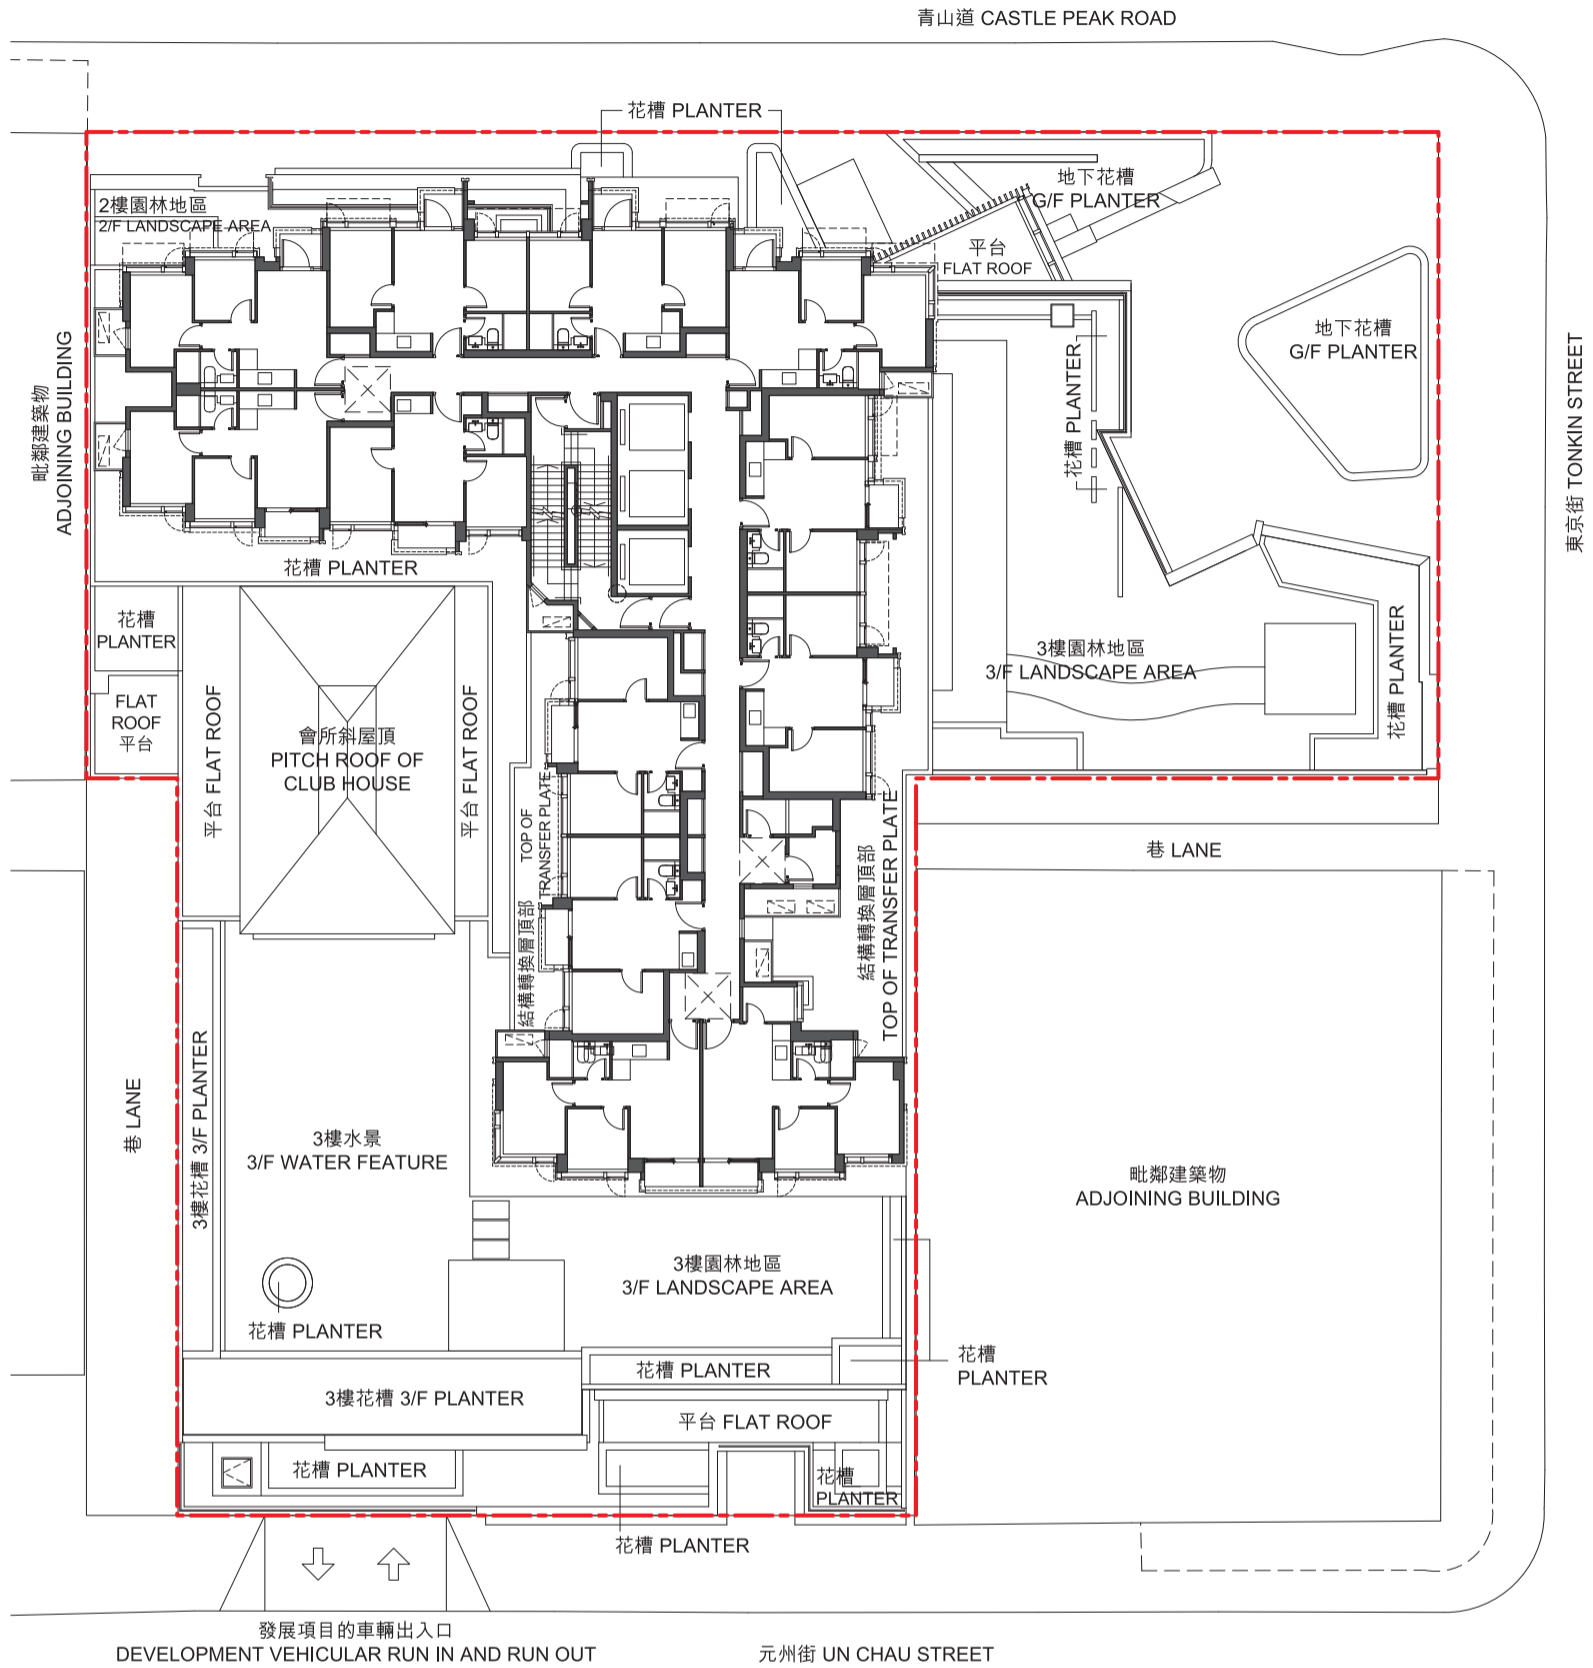 青山道 CASTLE PEAK ROAD
花槽 PLANTER
2樓園林地區
2/F LANDSCAPE AREA
地下花槽
G/F PLANTER
平台
FLAT ROOF
地下花槽
G/F PLANTER
花槽 PLANTER
毗鄰建築物
ADJOINING BUILDING
東京街 TONKIN STREET
花槽 PLANTER
花槽
PLANTER
FLAT
ROOF
平台
平台 FLAT ROOF
會所斜屋頂
PITCH ROOF OF
CLUB HOUSE
平台 FLAT ROOF
結構轉換層頂部
TOP OF
TRANSFER PLATE
結構轉換層頂部
TOP OF TRANSFER PLATE
3樓園林地區
3/F LANDSCAPE AREA
花槽 PLANTER
巷 LANE
巷 LANE
3樓花槽 3/F PLANTER
3樓水景
3/F WATER FEATURE
毗鄰建築物
ADJOINING BUILDING
3樓園林地區
3/F LANDSCAPE AREA
花槽 PLANTER
花槽
PLANTER
花槽 PLANTER
3樓花槽 3/F PLANTER
平台 FLAT ROOF
花槽 PLANTER
花槽
PLANTER
花槽 PLANTER
發展項目的車輛出入口
DEVELOPMENT VEHICULAR RUN IN AND RUN OUT
元州街 UN CHAU STREET